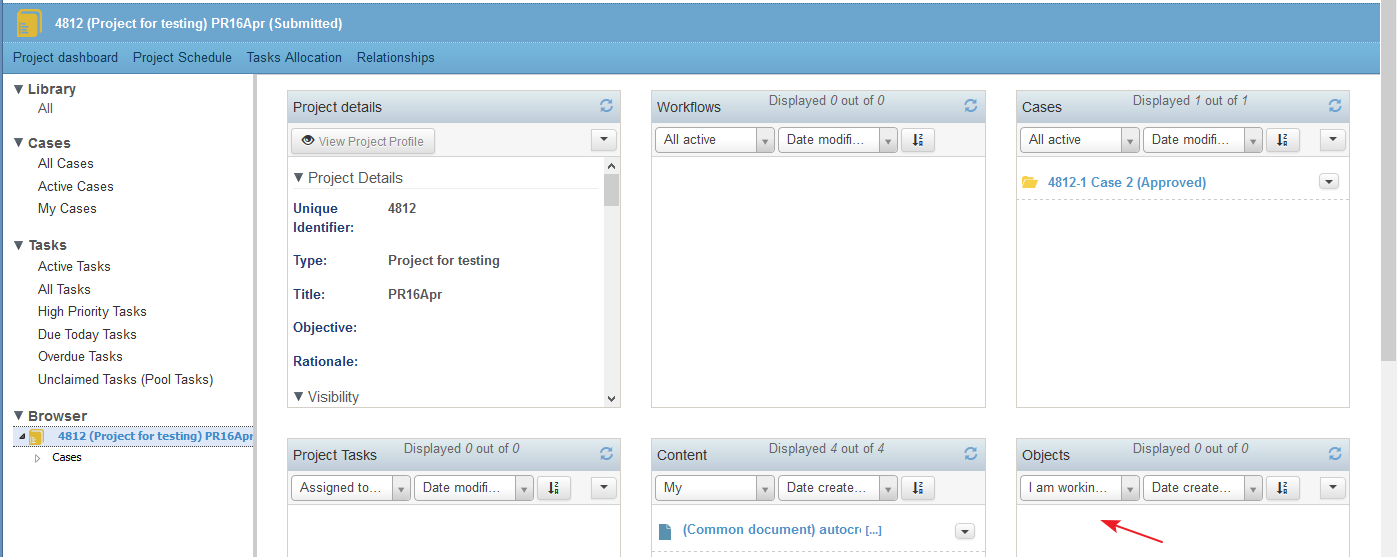 4812 (Project for testing) PR16Apr (Submitted)
Project dashboard Project Schedule Tasks Allocation Relationships
Library
All
Cases
All Cases
Active Cases
My Cases
Tasks
Active Tasks
All Tasks
High Priority Tasks
Due Today Tasks
Overdue Tasks
Unclaimed Tasks (Pool Tasks)
Browser
4812 (Project for testing) PR16Apr
Cases
Project details
View Project Profile
Project Details
Unique
Identifier:
4812
Type: Project for testing
Title: PR16Apr
Objective:
Rationale:
Visibility
Workflows Displayed 0 out of 0
All active Date modifi...
Cases Displayed 1 out of 1
All active Date modifi...
4812-1 Case 2 (Approved)
Project Tasks Displayed 0 out of 0
Assigned to... Date modifi...
Content Displayed 4 out of 4
My Date create...
(Common document) autocr [...]
Objects Displayed 0 out of 0
I am workin... Date create...